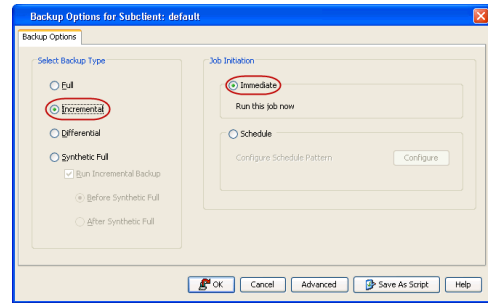 Backup Options for Subclient: default
Backup Options
Select Backup Type
Full
Incremental
Differential
Synthetic Full
Run Incremental Backup
Before Synthetic Full
After Synthetic Full
Job Initiation
Immediate
Run this job now
Schedule
Configure Schedule Pattern
Configure
OK
Cancel
Advanced
Save As Script
Help